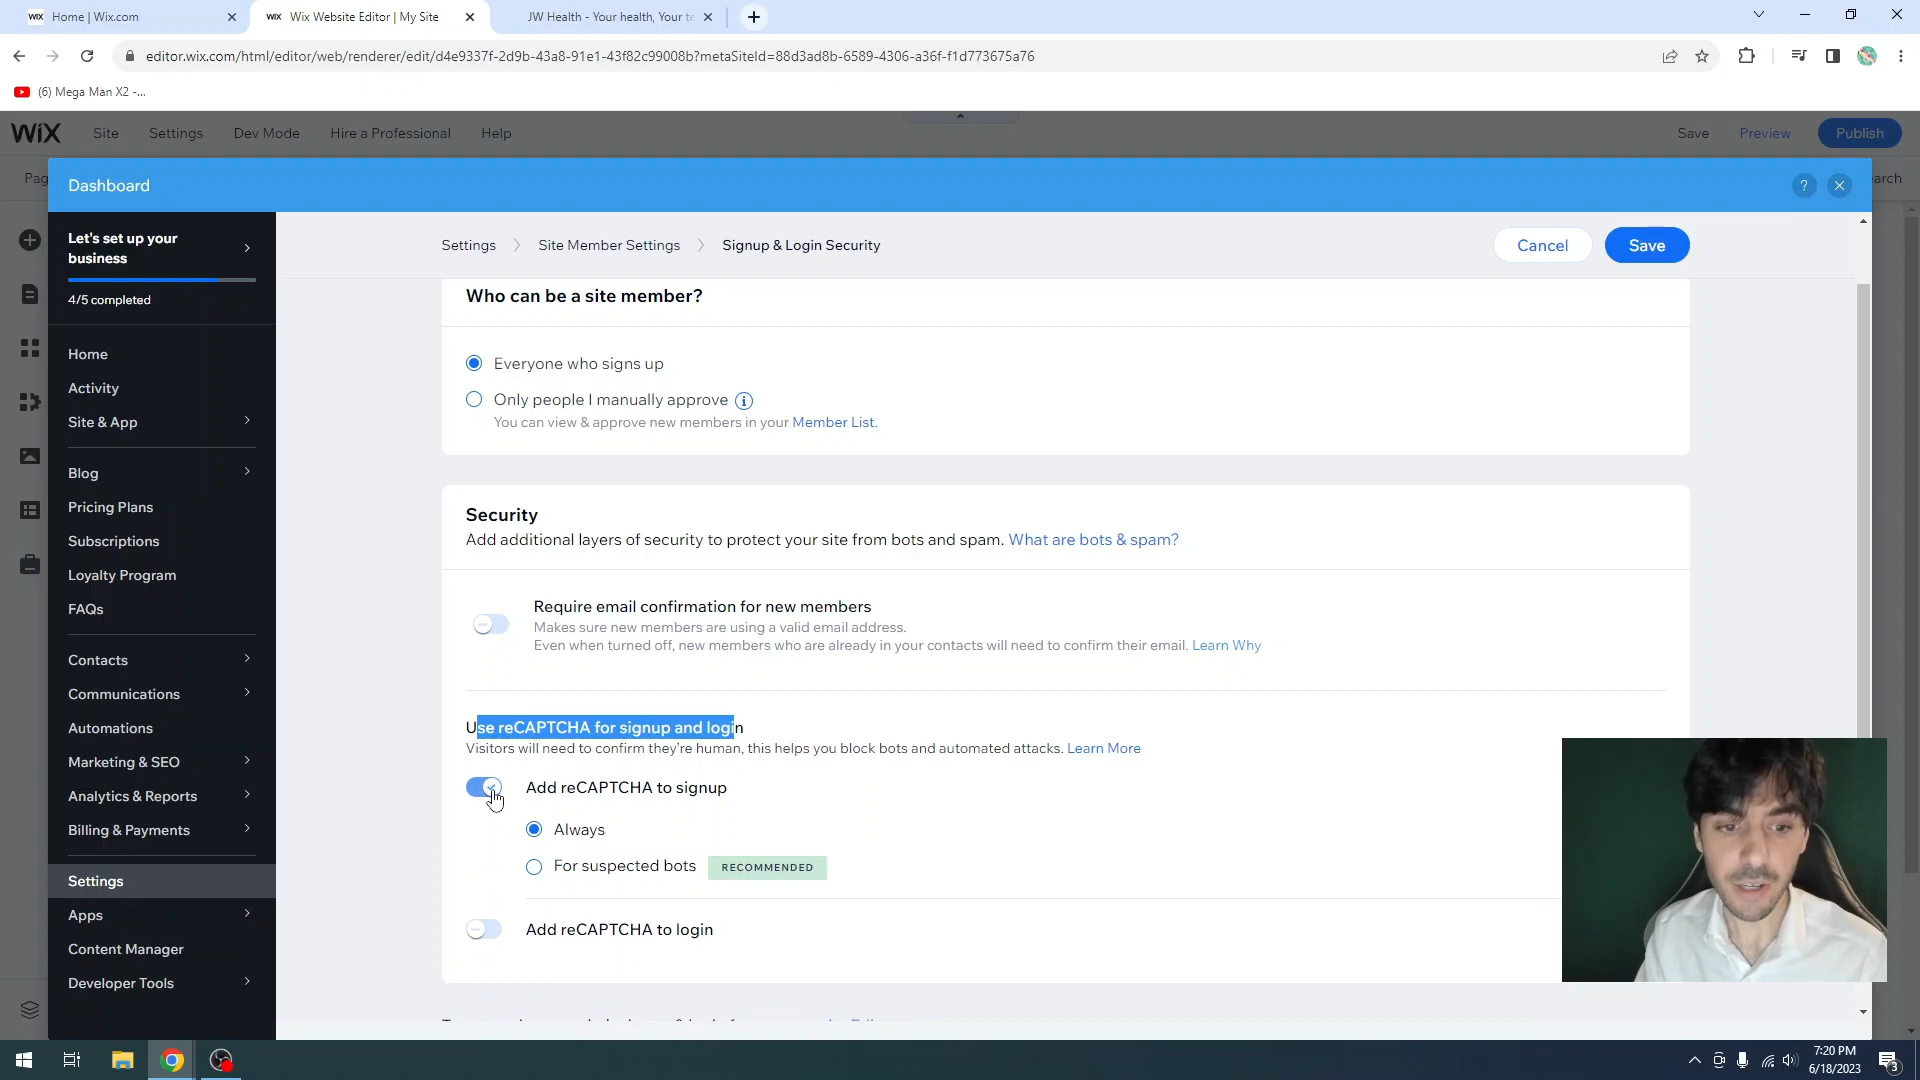 WIX Home | Wix.com
WIX Wix Website Editor | My Site
JW Health - Your health, Your te
editor.wix.com/html/editor/web/renderer/edit/d4e9337f-2d9b-43a8-91e1-43f82c99008b?metaSiteId=88d3ad8b-6589-4306-a36f-f1d773675a76
(6) Mega Man X2 -...
WiX Site Settings Dev Mode Hire a Professional Help Save Preview Publish
Pag
earch
Dashboard
?
Let's set up your
business
4/5 completed
Home
Activity
Site & App
Blog
Pricing Plans
Subscriptions
Loyalty Program
FAQs
Contacts
Communications
Automations
Marketing & SEO
Analytics & Reports
Billing & Payments
Settings
Apps
Content Manager
Developer Tools
Settings > Site Member Settings > Signup & Login Security
Cancel Save
Who can be a site member?
Everyone who signs up
Only people I manually approve i
You can view & approve new members in your Member List.
Security
Add additional layers of security to protect your site from bots and spam. What are bots & spam?
Require email confirmation for new members
Makes sure new members are using a valid email address.
Even when turned off, new members who are already in your contacts will need to confirm their email. Learn Why
Use reCAPTCHA for signup and login
Visitors will need to confirm they're human, this helps you block bots and automated attacks. Learn More
Add reCAPTCHA to signup
Always
For suspected bots RECOMMENDED
Add reCAPTCHA to login
7:20 PM
6/18/2023
3